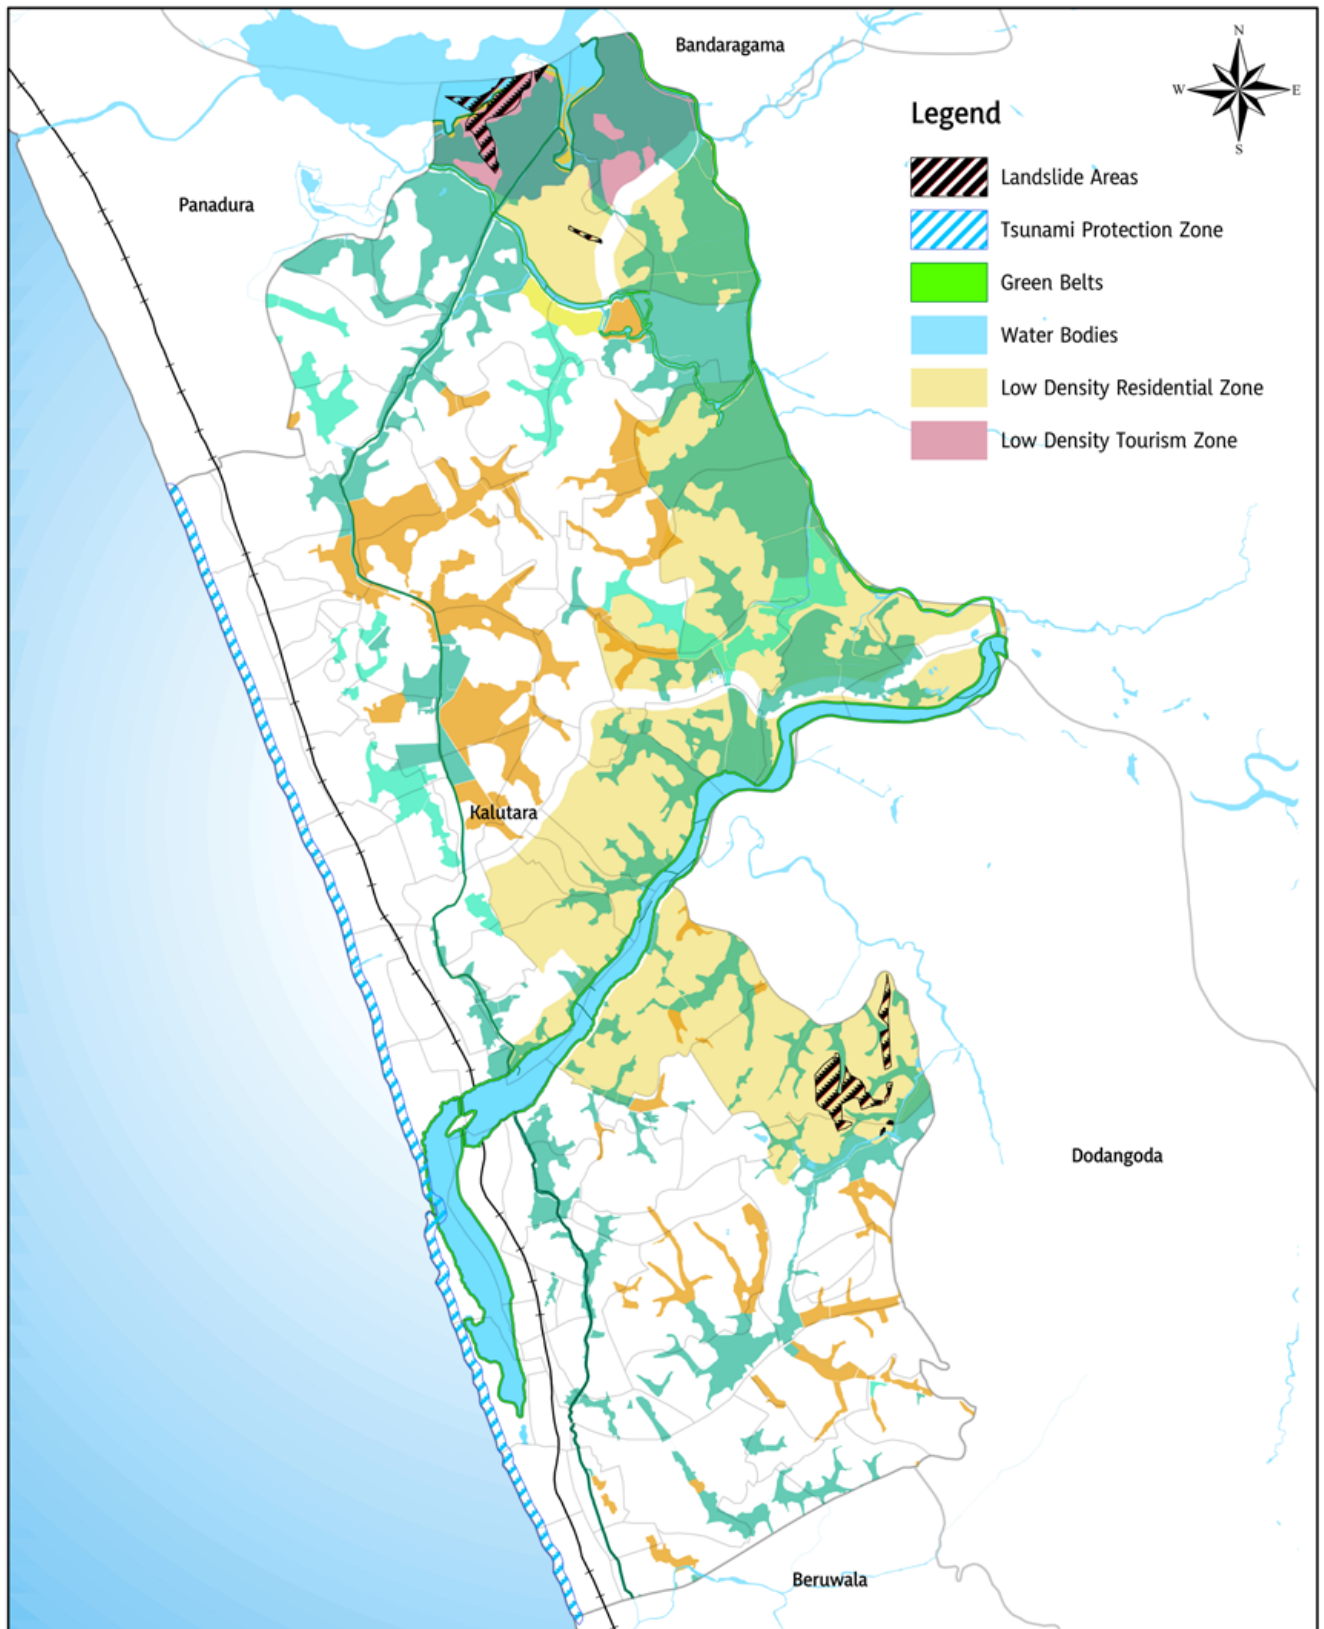 Bandaragama
N
W
E
S
Legend
Landslide Areas
Panadura
Tsunami Protection Zone
Green Belts
Water Bodies
Low Density Residential Zone
Low Density Tourism Zone
Kalutara
Dodangoda
Beruwala